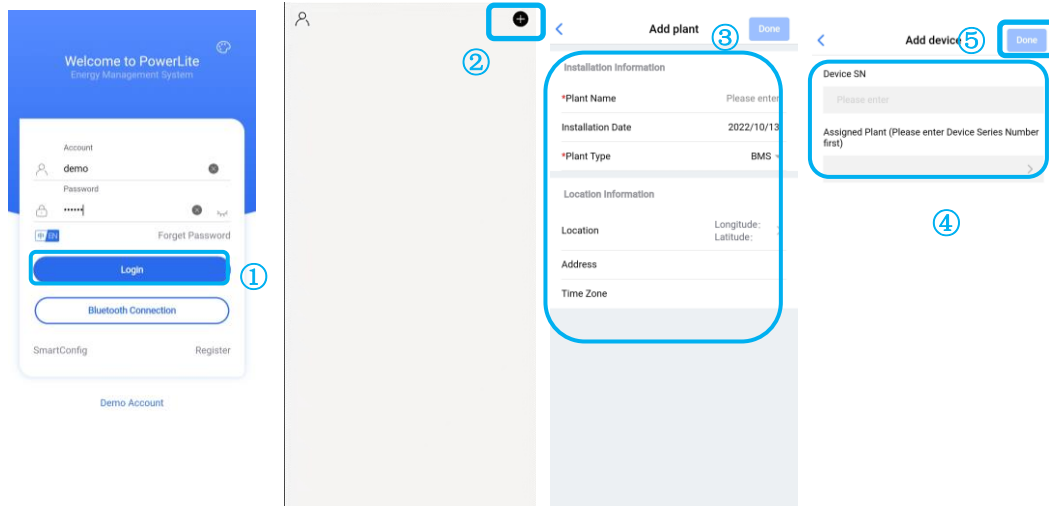 Welcome to PowerLite
Energy Management System
Account
demo
Password
••••••
中 EN
Forget Password
Login
①
Bluetooth Connection
SmartConfig
Register
Demo Account
②
Add plant
③
Done
Installation Information
*Plant Name
Please enter
Installation Date
2022/10/13
*Plant Type
BMS
Location Information
Location
Longitude:
Latitude:
Address
Time Zone
Add device
⑤
Done
Device SN
Please enter
Assigned Plant (Please enter Device Series Number
first)
④